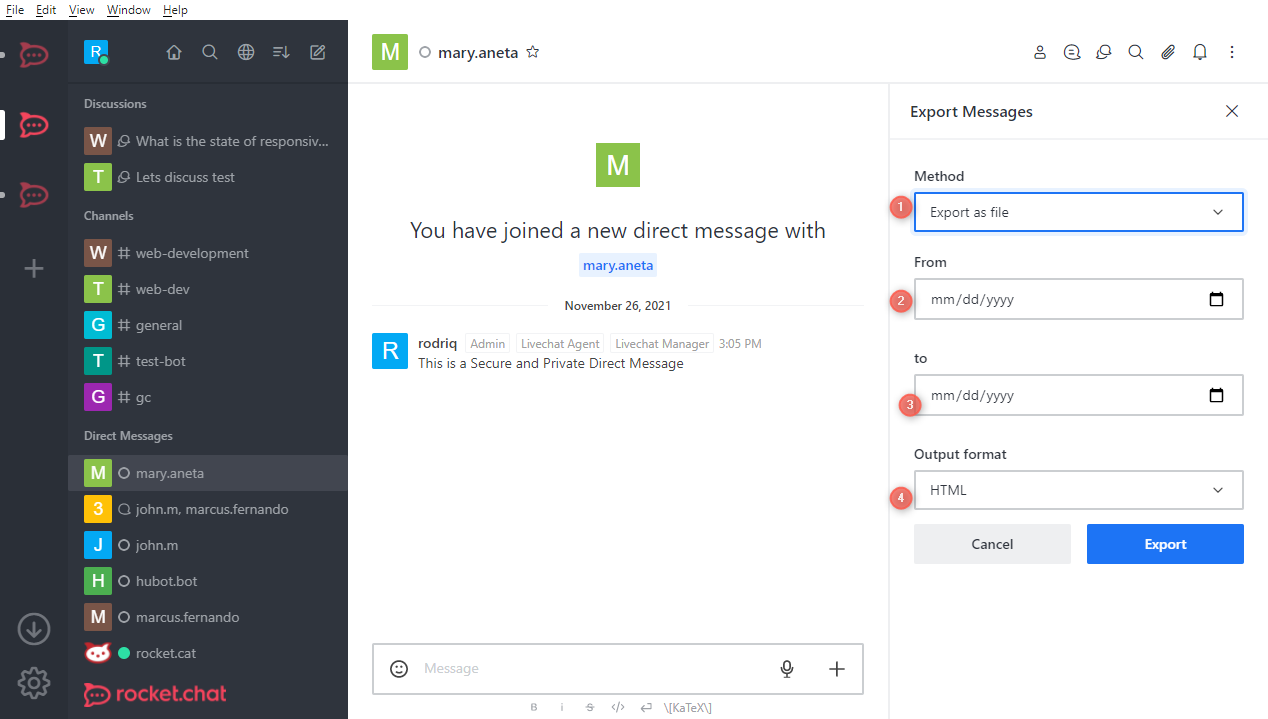 File Edit View Window Help
R
Discussions
W What is the state of responsiv...
T Lets discuss test
Channels
W web-development
T web-dev
G general
T test-bot
G gc
Direct Messages
M mary.aneta
3 john.m, marcus.fernando
J john.m
H hubot.bot
M marcus.fernando
rocket.cat
rocket.chat
M mary.aneta
M
You have joined a new direct message with
mary.aneta
November 26, 2021
R rodriq Admin Livechat Agent Livechat Manager 3:05 PM
This is a Secure and Private Direct Message
Message
B i S </> \[KaTeX\]
Export Messages
Method
1 Export as file
From
2 mm/dd/yyyy
to
3 mm/dd/yyyy
Output format
4 HTML
Cancel Export